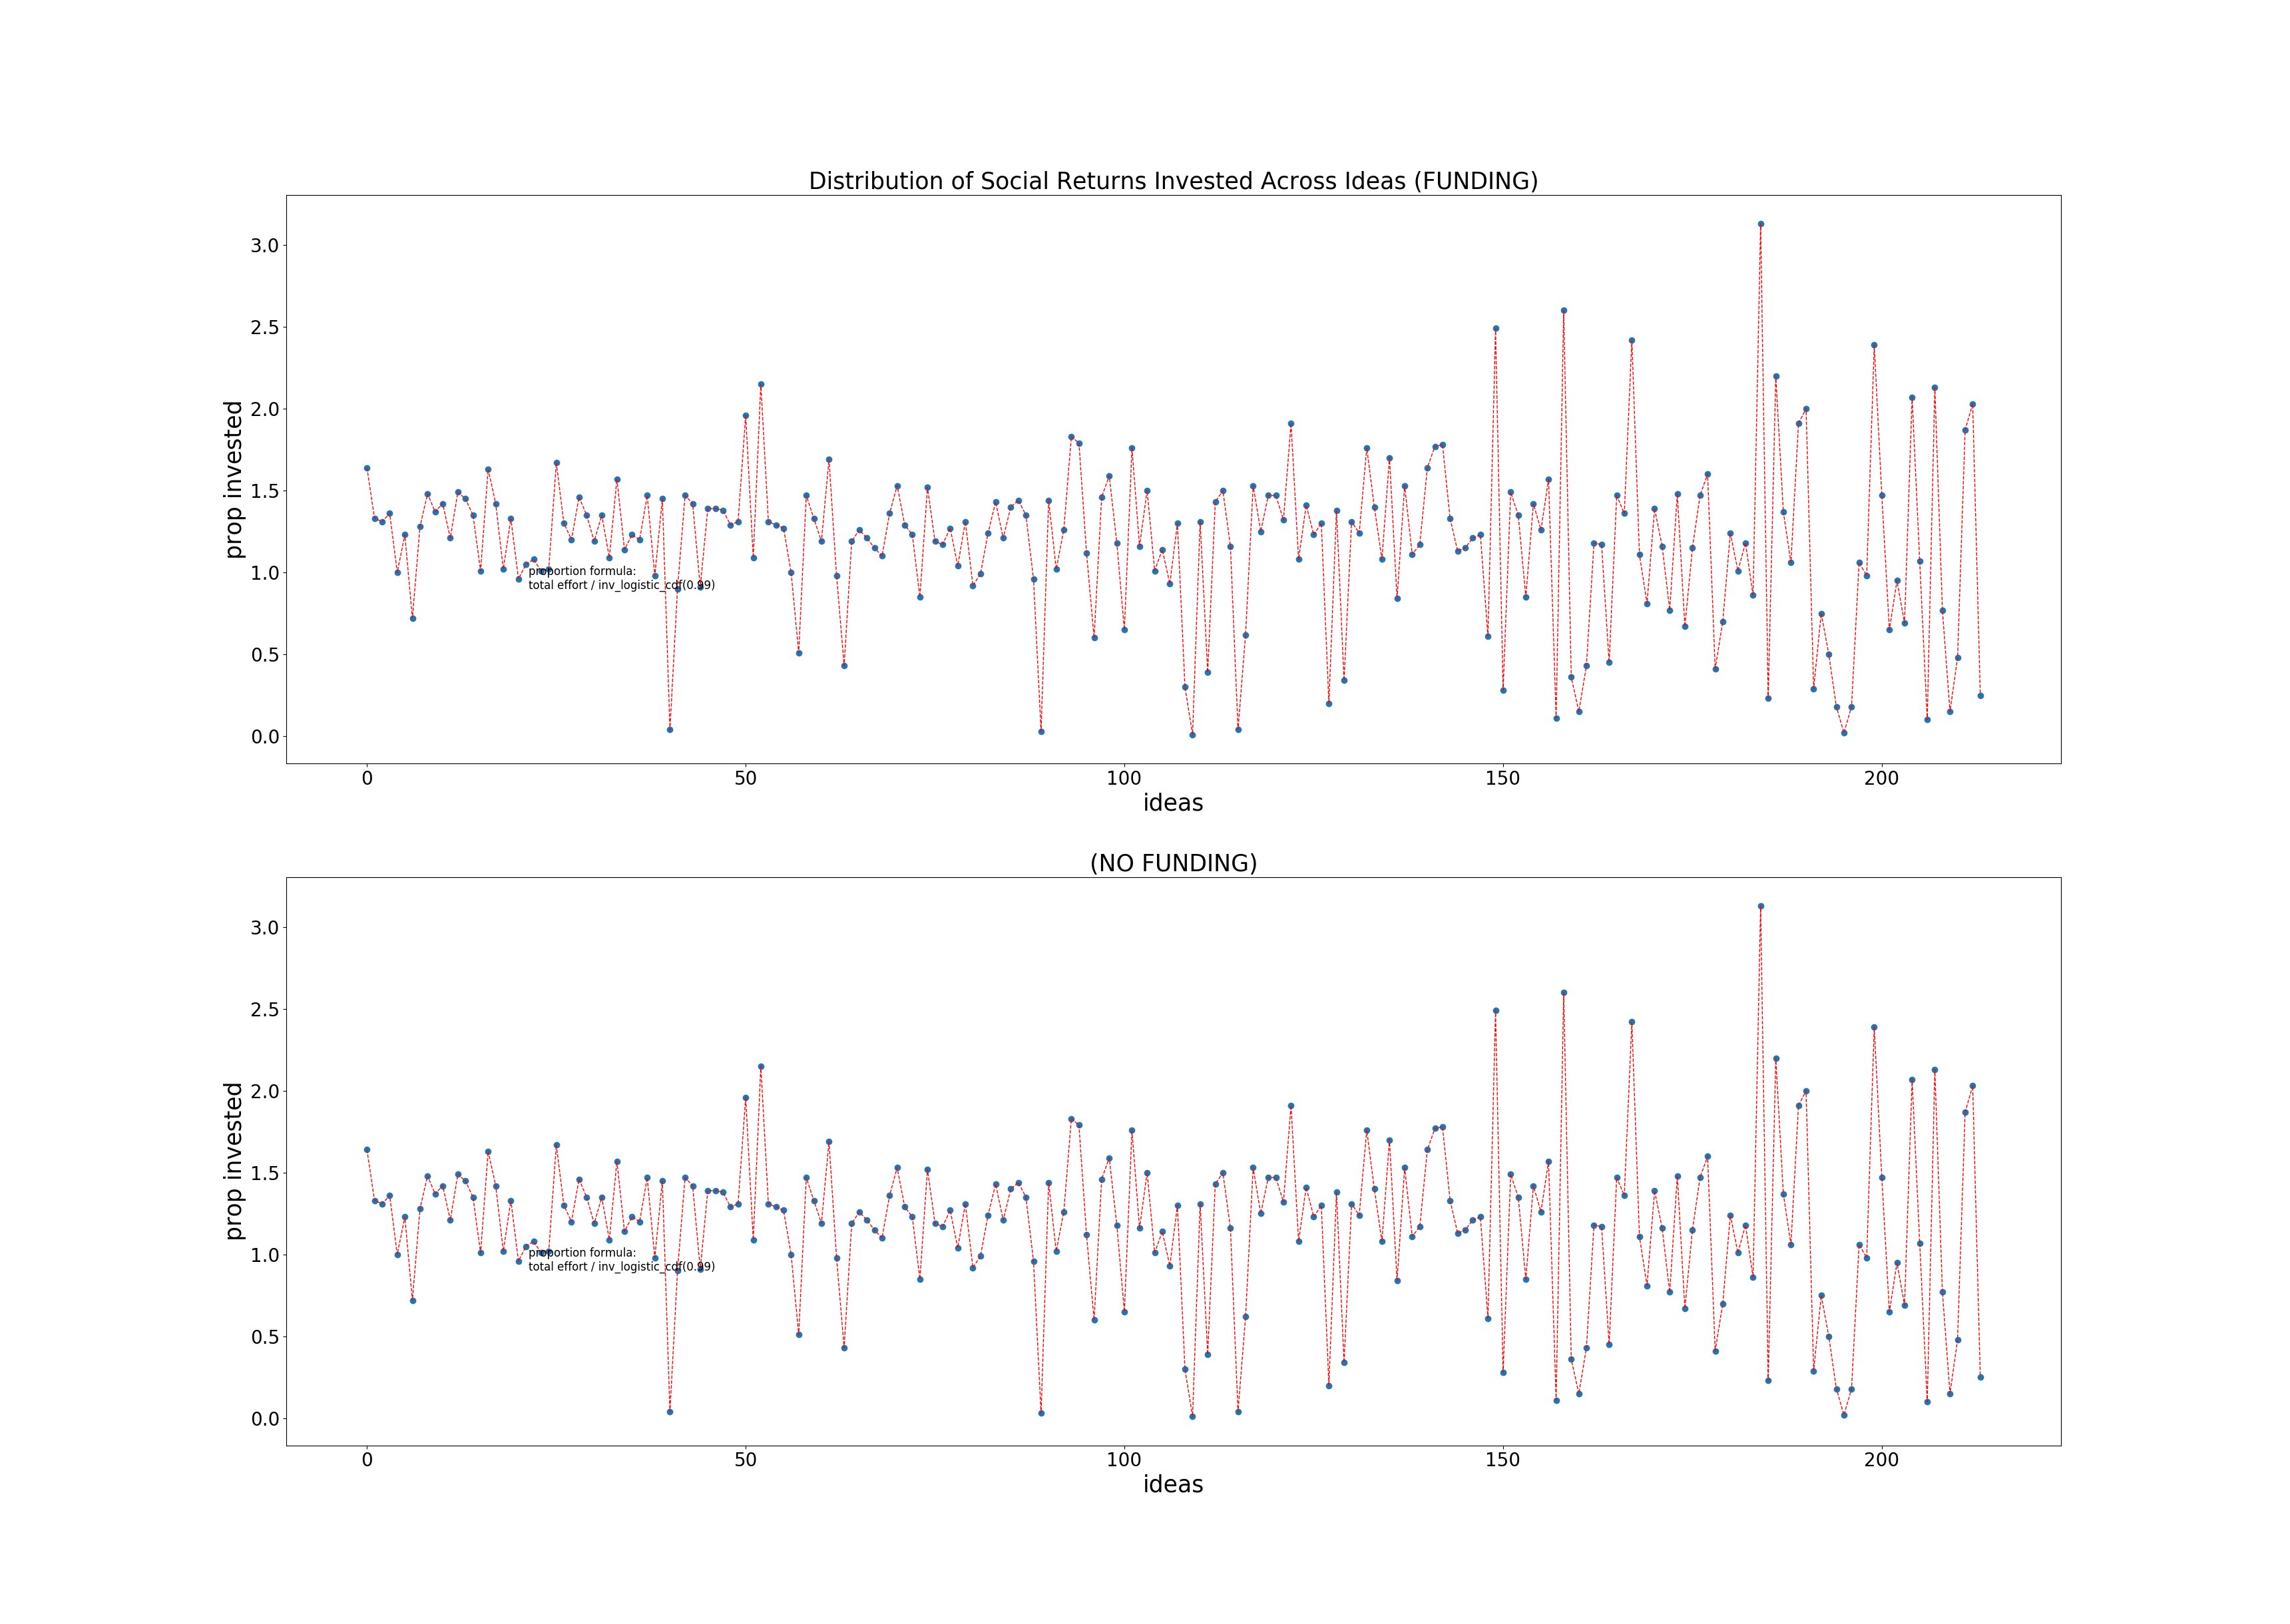 Distribution of Social Returns Invested Across Ideas (FUNDING)
prop invested
3.0
2.5
2.0
1.5
1.0
0.5
0.0
proportion formula:
total effort / inv_logistic_cdf(0.99)
0 50 100 150 200
ideas
(NO FUNDING)
prop invested
3.0
2.5
2.0
1.5
1.0
0.5
0.0
proportion formula:
total effort / inv_logistic_cdf(0.99)
0 50 100 150 200
ideas